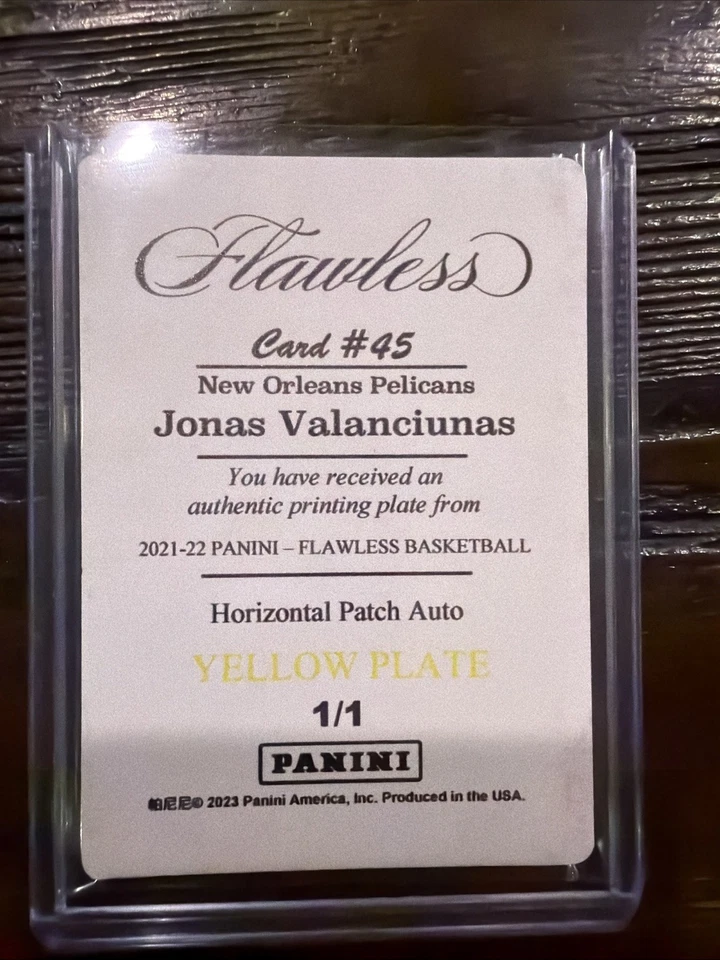 Flawless
Card #45
New Orleans Pelicans
Jonas Valanciunas
You have received an
authentic printing plate from
2021-22 PANINI – FLAWLESS BASKETBALL
Horizontal Patch Auto
YELLOW PLATE
1/1
PANINI
帕尼尼© 2023 Panini America, Inc. Produced in the USA.